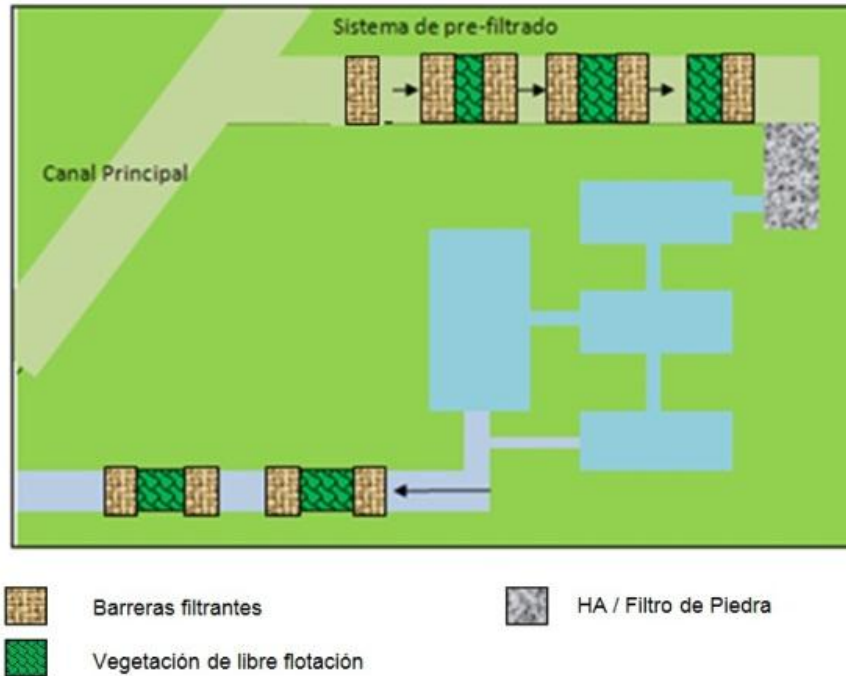 Sistema de pre-filtrado
Canal Principal
Barreras filtrantes
HA / Filtro de Piedra
Vegetación de libre flotación